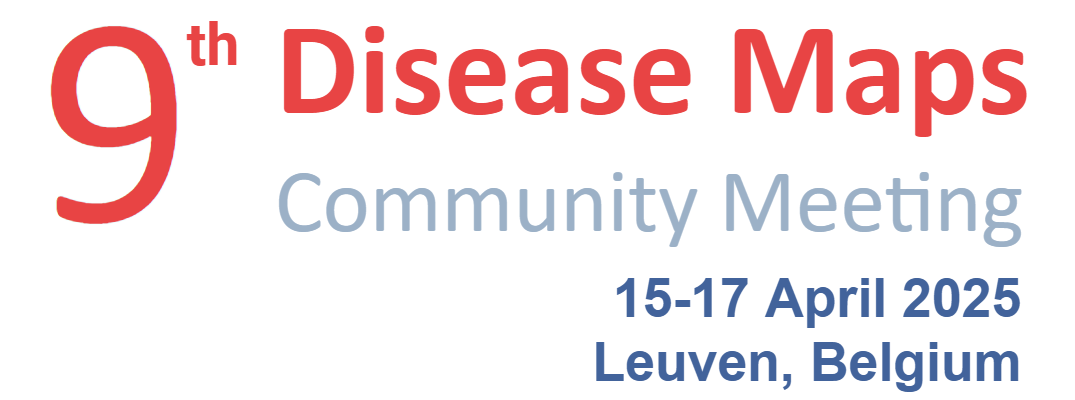 9th Disease Maps
Community Meeting
15-17 April 2025
Leuven, Belgium